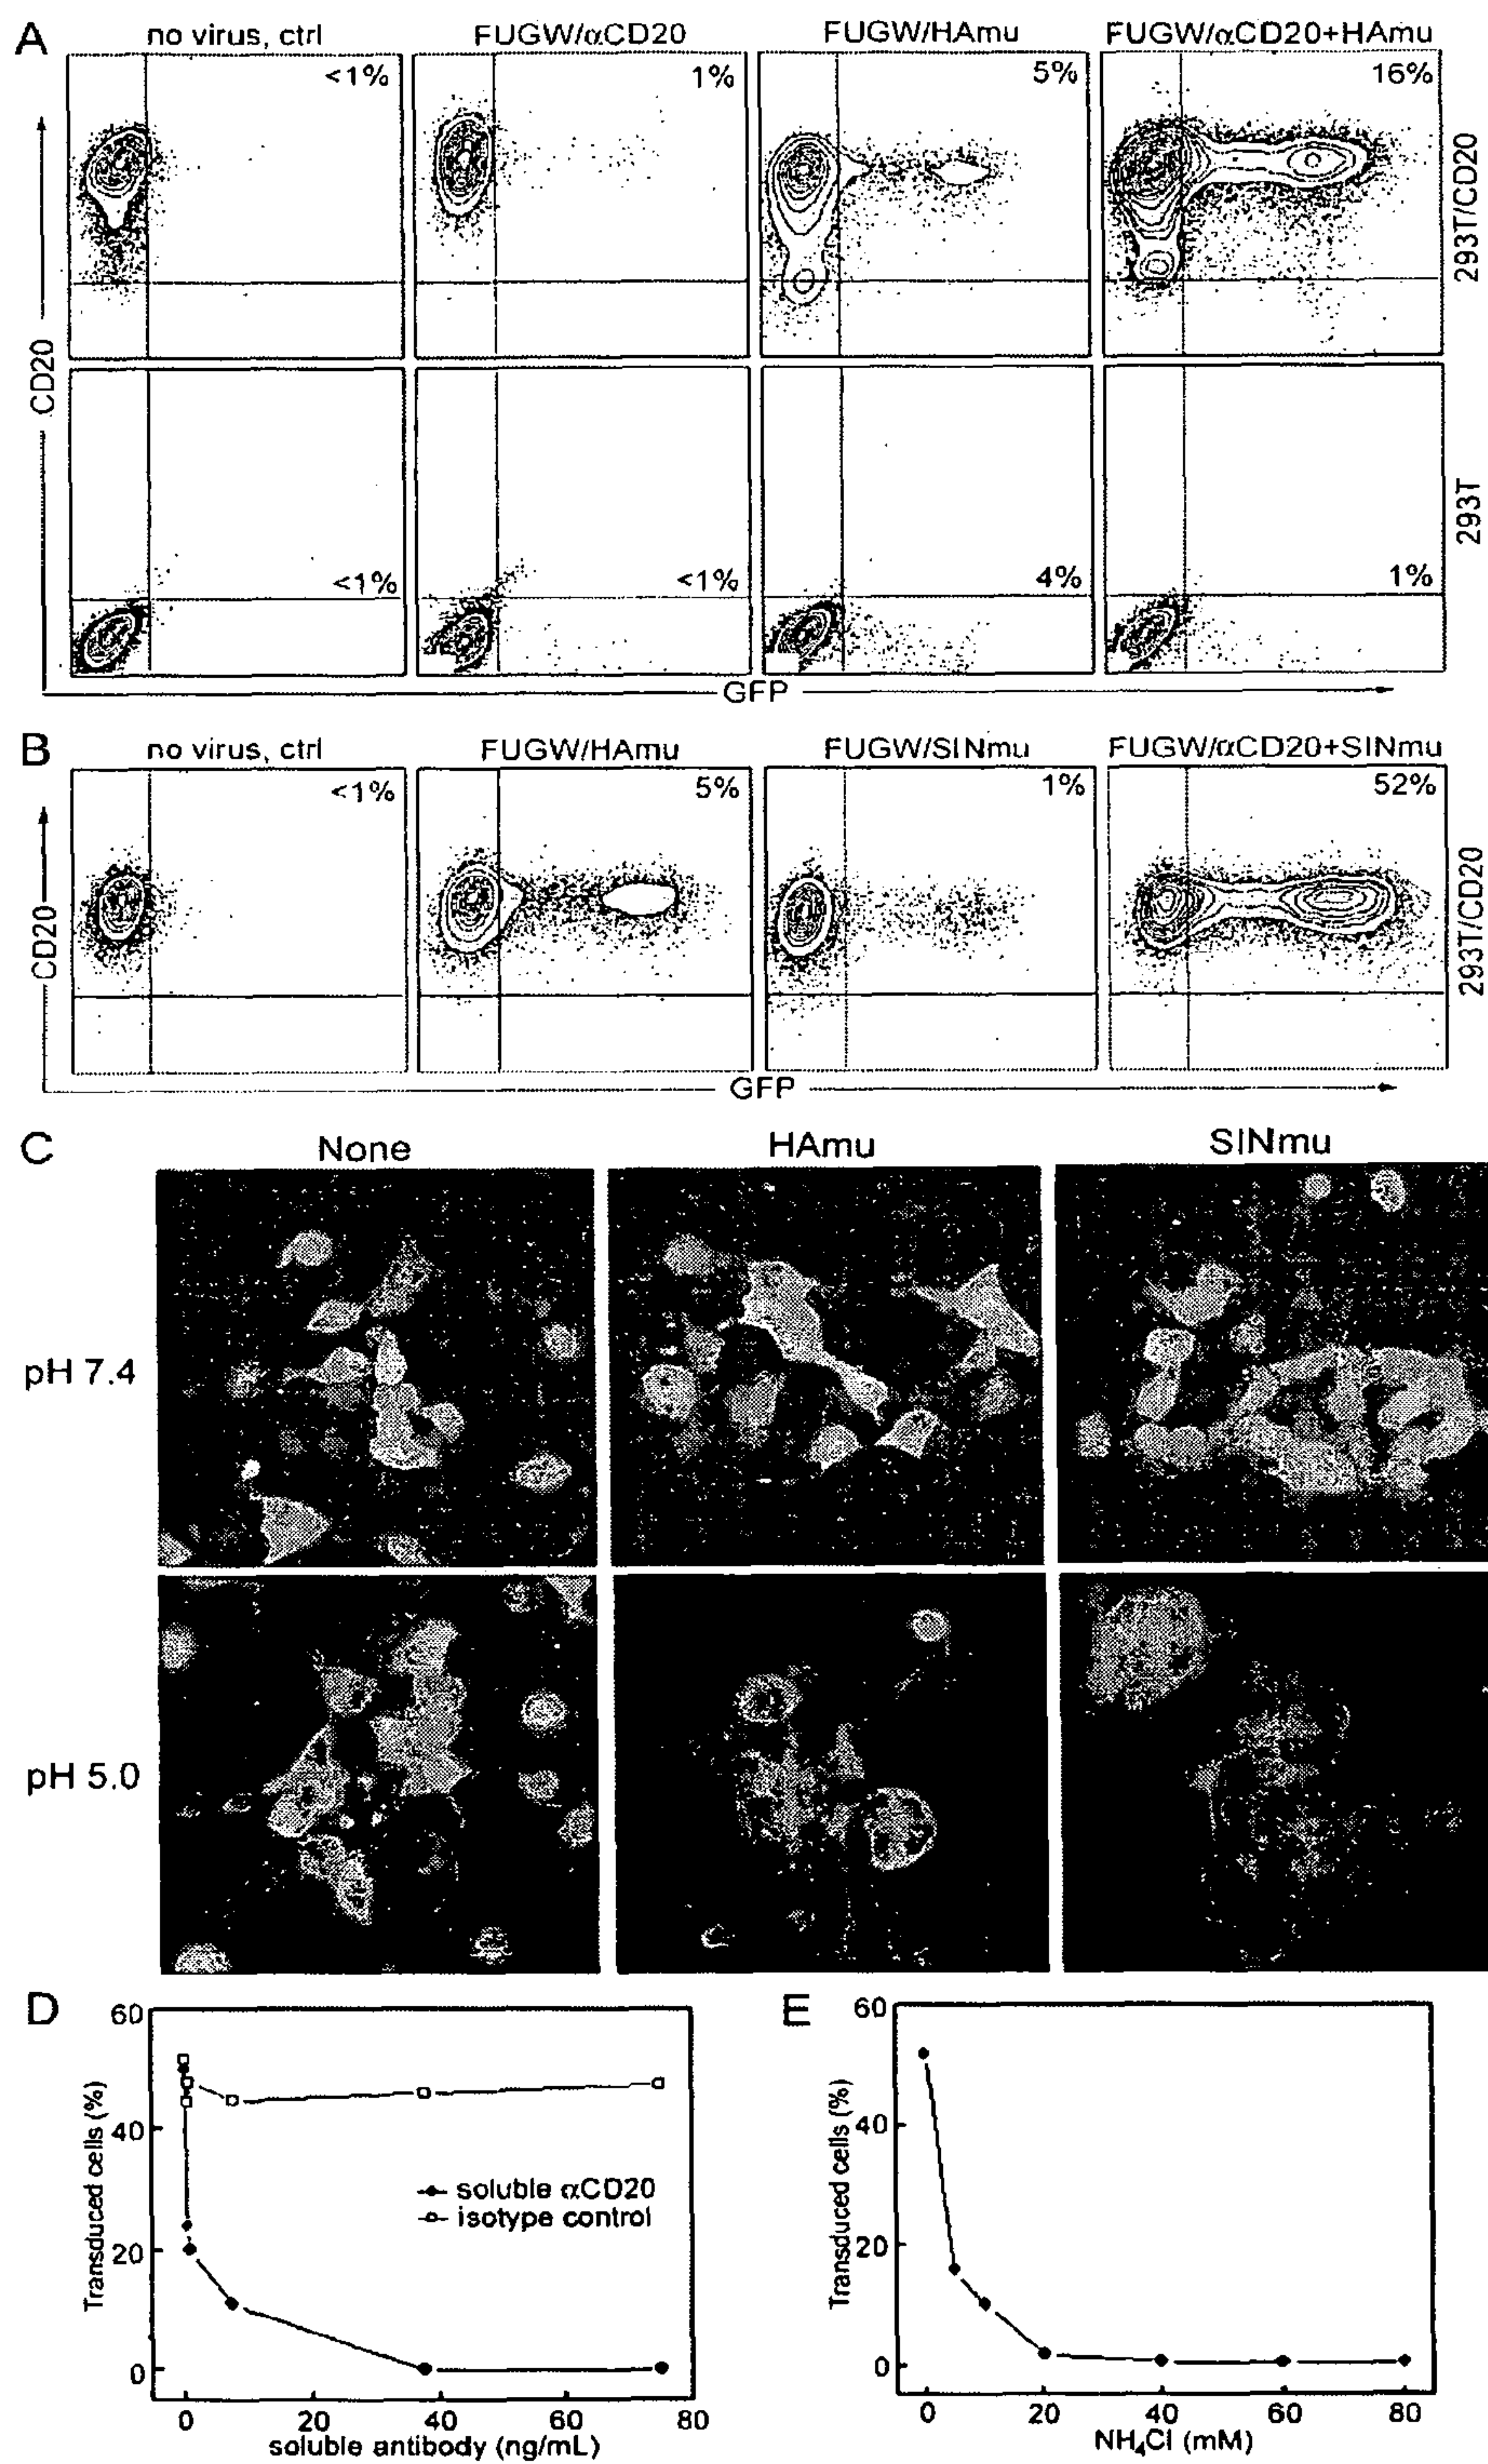 A
no virus, ctrl
FUGW/αCD20
FUGW/HAmu
FUGW/αCD20+HAmu
<1%
1%
5%
16%
293T/CD20
<1%
<1%
4%
1%
293T
CD20
GFP
B
no virus, ctrl
FUGW/HAmu
FUGW/SINmu
FUGW/αCD20+SINmu
<1%
5%
1%
52%
CD20
293T/CD20
GFP
C
None
HAmu
SINmu
pH 7.4
pH 5.0
D
60
40
20
0
Transduced cells (%)
soluble αCD20
isotype control
0
20
40
60
80
soluble antibody (ng/mL)
E
60
40
20
0
Transduced cells (%)
0
20
40
60
80
NH₄Cl (mM)